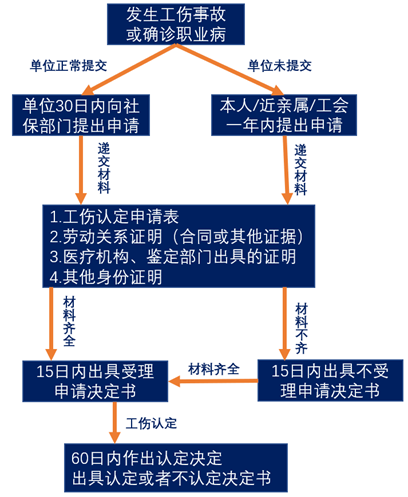 发生工伤事故
或确诊职业病
单位正常提交
单位未提交
单位30日内向社
保部门提出申请
本人/近亲属/工会
一年内提出申请
递交材料
递交材料
1.工伤认定申请表
2.劳动关系证明（合同或其他证据）
3.医疗机构、鉴定部门出具的证明
4.其他身份证明
材料齐全
材料不齐
15日内出具受理
申请决定书
材料齐全
15日内出具不受
理申请决定书
工伤认定
60日内作出认定决定
出具认定或者不认定决定书